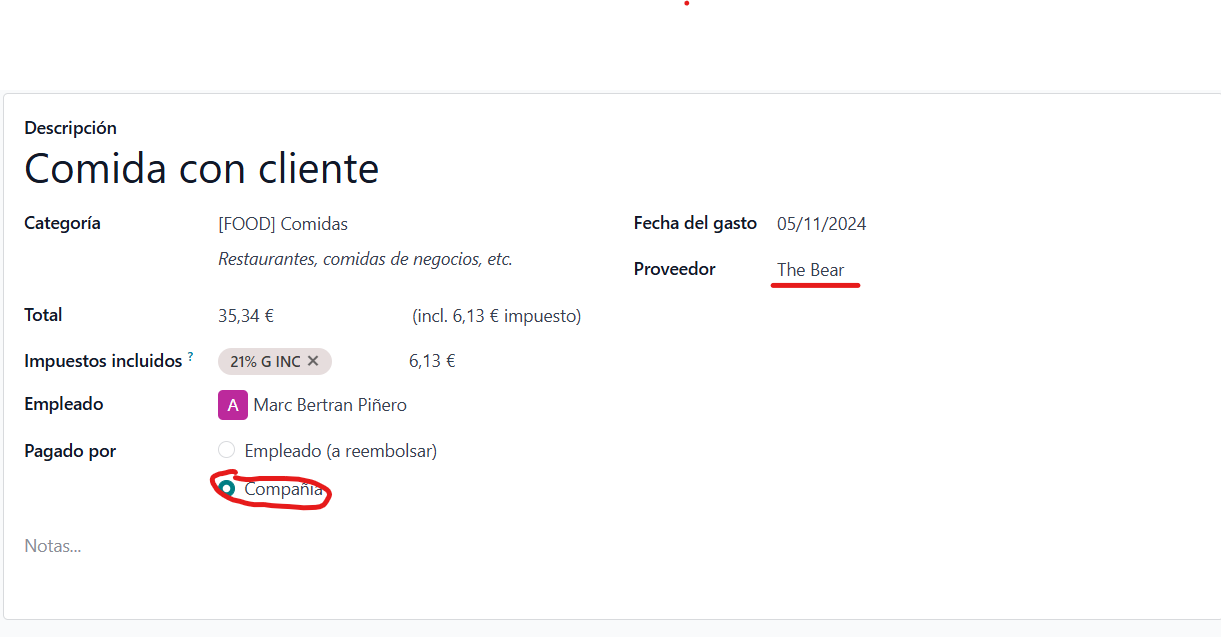 Descripción
Comida con cliente
Categoría [FOOD] Comidas Fecha del gasto 05/11/2024
Restaurantes, comidas de negocios, etc.
Proveedor The Bear
Total 35,34 € (incl. 6,13 € impuesto)
Impuestos incluidos ? 21% G INC ✕ 6,13 €
Empleado A Marc Bertran Piñero
Pagado por Empleado (a reembolsar)
Compañía
Notas...